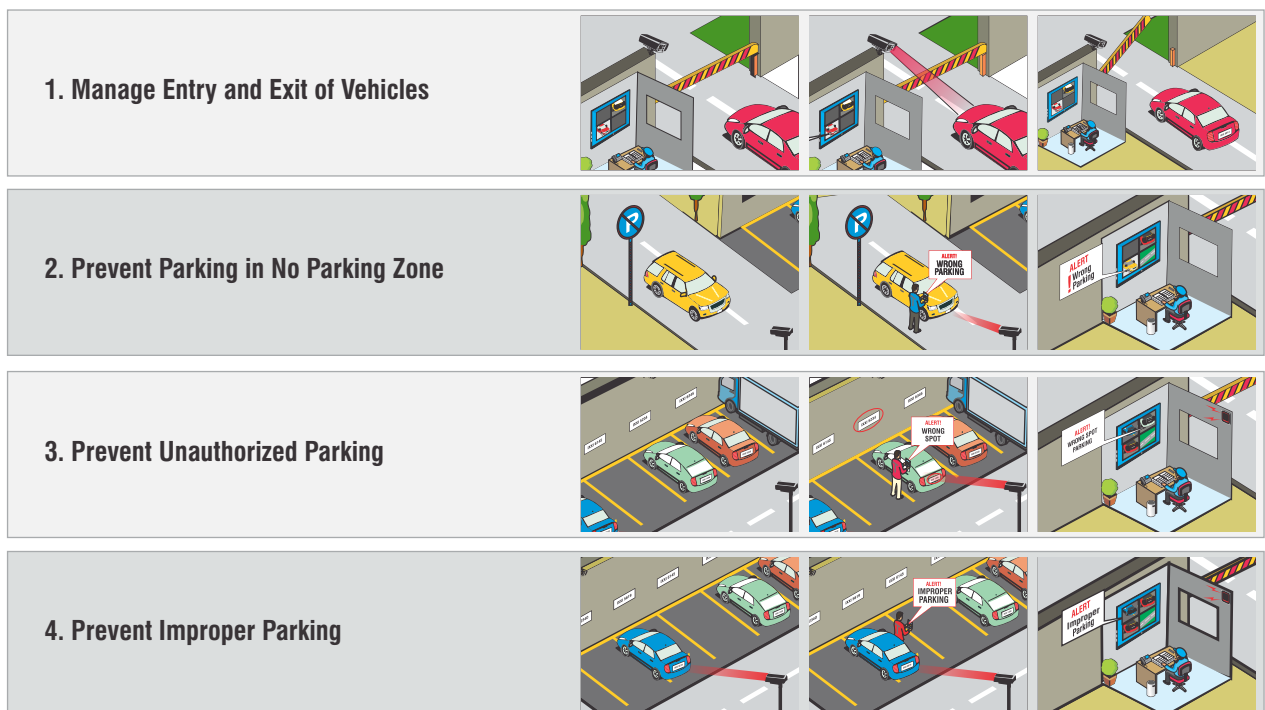 1. Manage Entry and Exit of Vehicles
2. Prevent Parking in No Parking Zone
ALERT!
WRONG
PARKING
ALERT
! Wrong
Parking
3. Prevent Unauthorized Parking
ALERT!
WRONG
SPOT
ALERT!
WRONG SPOT
PARKING
4. Prevent Improper Parking
ALERT!
IMPROPER
PARKING
ALERT
Improper
Parking